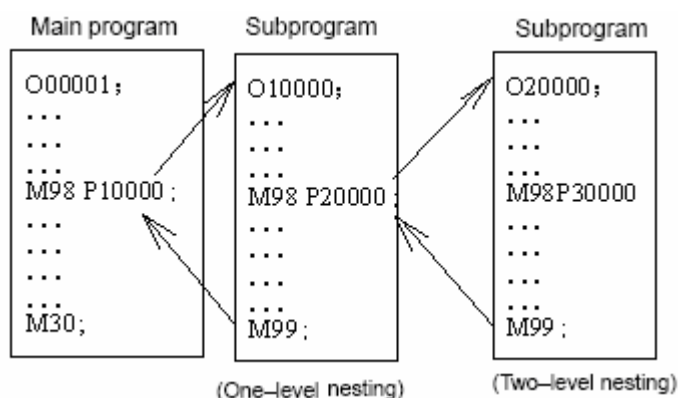 Main program
O00001;
...
...
...
M98 P10000;
...
...
...
...
M30;
Subprogram
O10000;
...
...
...
M98 P20000;
...
...
...
...
M99;
(One-level nesting)
Subprogram
O20000;
...
...
...
M98P30000
...
...
...
...
M99;
(Two-level nesting)